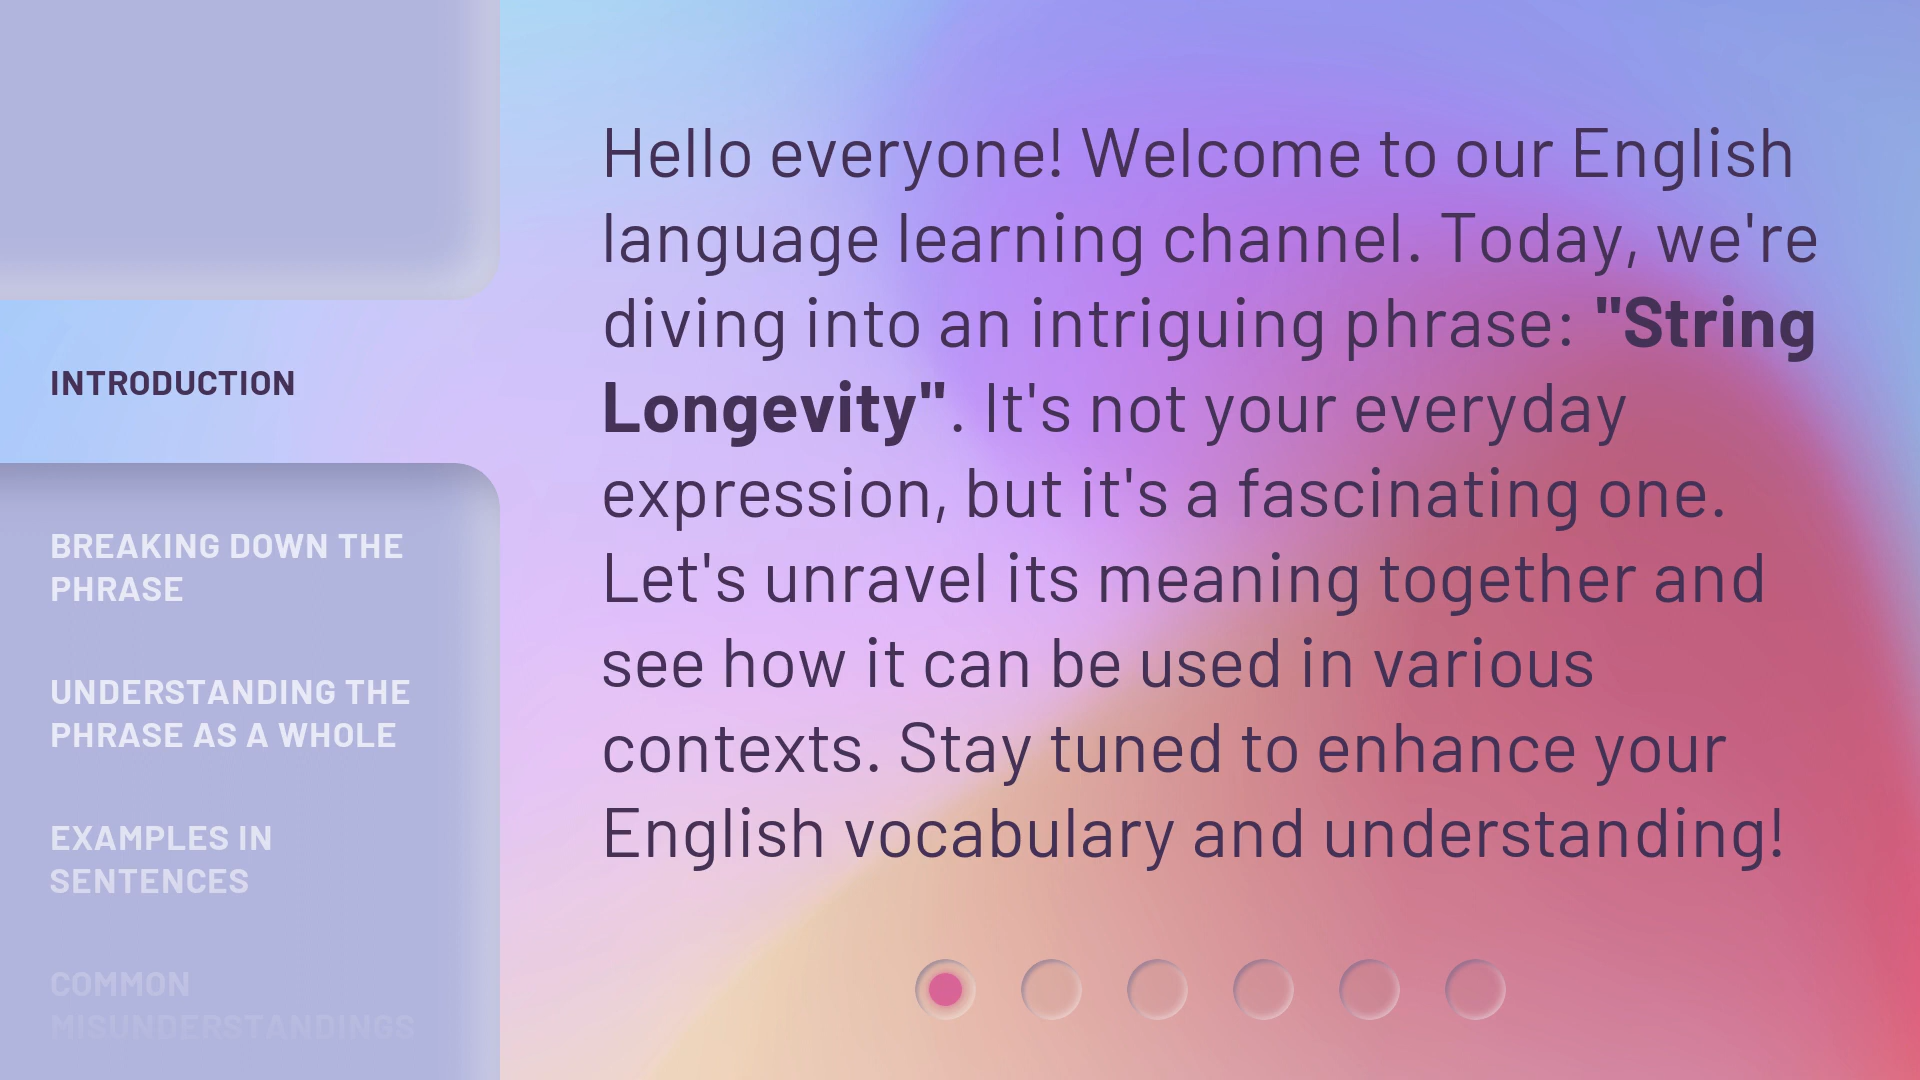 INTRODUCTION
BREAKING DOWN THE
PHRASE
UNDERSTANDING THE
PHRASE AS A WHOLE
EXAMPLES IN
SENTENCES
COMMON
MISUNDERSTANDINGS
Hello everyone! Welcome to our English
language learning channel. Today, we're
diving into an intriguing phrase: "String
Longevity". It's not your everyday
expression, but it's a fascinating one.
Let's unravel its meaning together and
see how it can be used in various
contexts. Stay tuned to enhance your
English vocabulary and understanding!